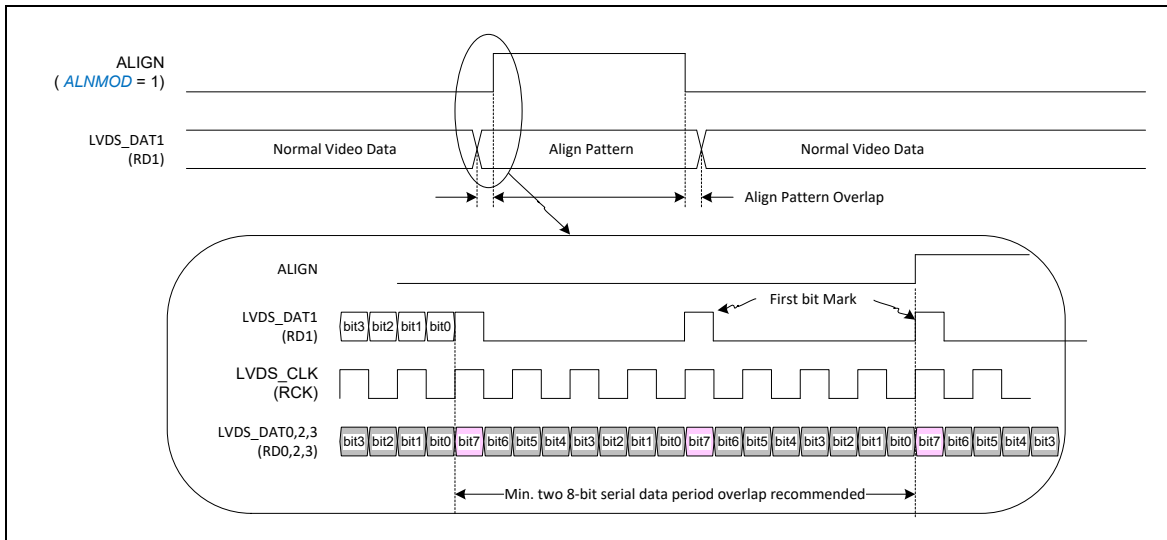 ALIGN
( ALNMOD = 1)
LVDS_DAT1
(RD1)
Normal Video Data
Align Pattern
Normal Video Data
Align Pattern Overlap
ALIGN
First bit Mark
LVDS_DAT1
(RD1)
bit3 bit2 bit1 bit0
LVDS_CLK
(RCK)
LVDS_DAT0,2,3
(RD0,2,3)
bit3 bit2 bit1 bit0 bit7 bit6 bit5 bit4 bit3 bit2 bit1 bit0 bit7 bit6 bit5 bit4 bit3 bit2 bit1 bit0 bit7 bit6 bit5 bit4 bit3
Min. two 8-bit serial data period overlap recommended